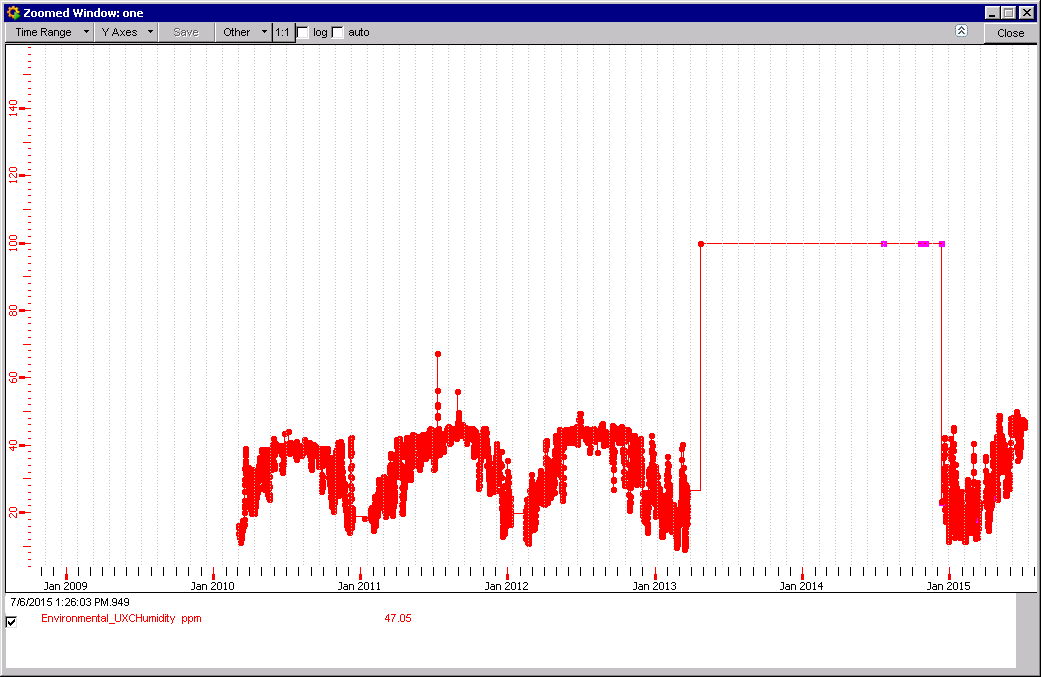 Zoomed Window: one
Time Range Y Axes Save Other 1:1 log auto Close
140
120
100
80
60
40
20
Jan 2009 Jan 2010 Jan 2011 Jan 2012 Jan 2013 Jan 2014 Jan 2015
7/6/2015 1:26:03 PM.949
Environmental_UXCHumidity ppm 47.05